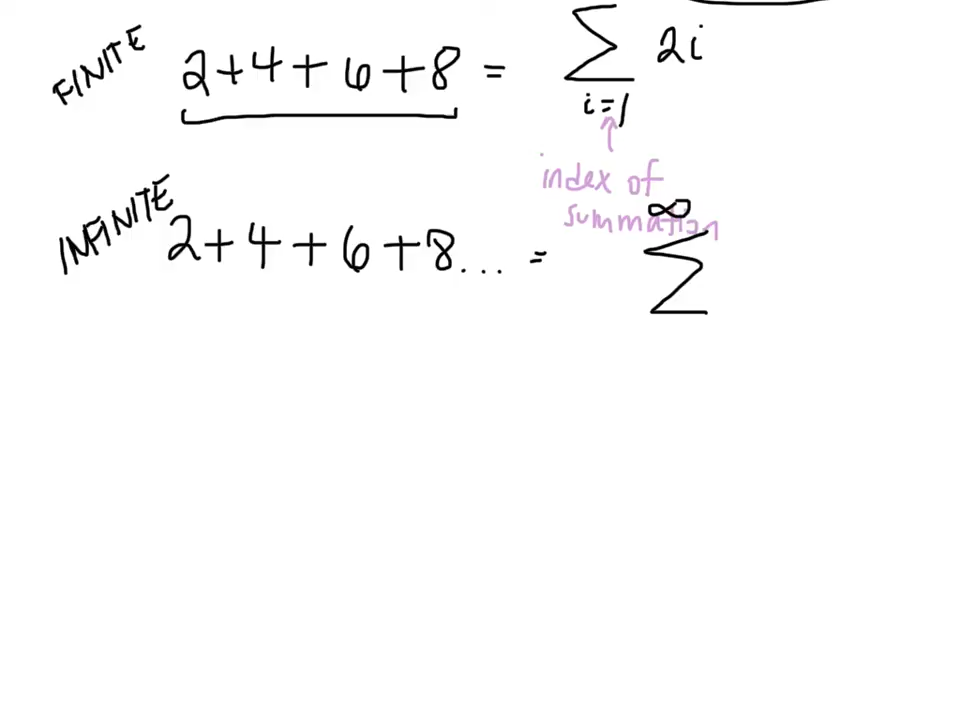 FINITE 2+4+6+8 = ∑ 2i
i=1
↑
index of
summation
INFINITE 2+4+6+8... = ∞
∑